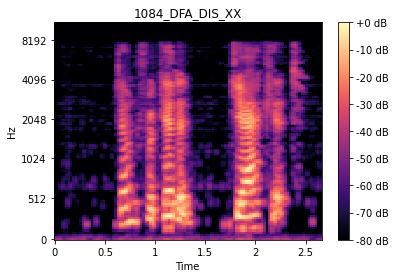 1084_DFA_DIS_XX
+0 dB
8192
-10 dB
4096
-20 dB
-30 dB
2048
-40 dB
Hz
1024
-50 dB
512
-60 dB
-70 dB
0
-80 dB
0 0.5 1 1.5 2 2.5
Time